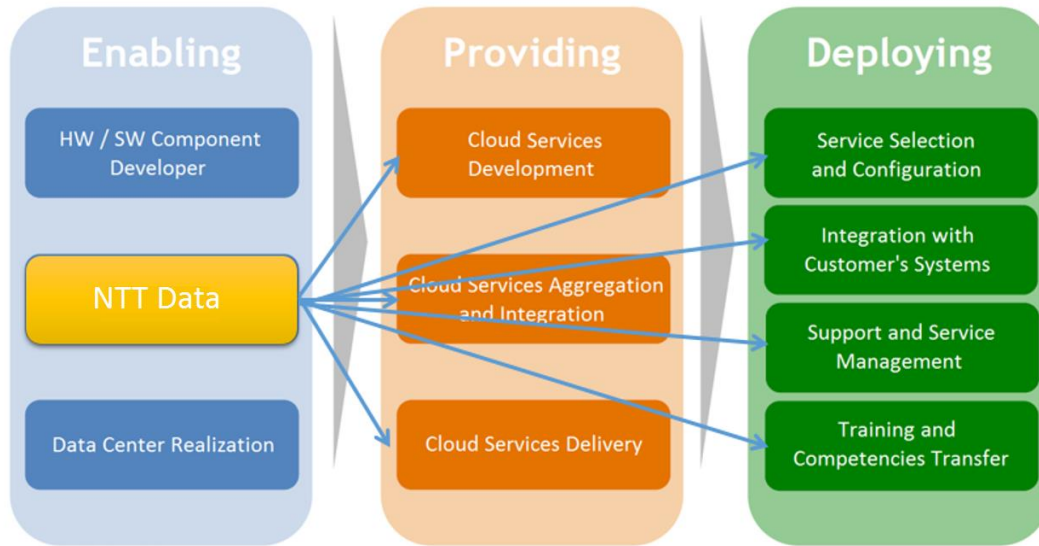 Enabling
HW / SW Component
Developer
NTT Data
Data Center Realization
Providing
Cloud Services
Development
Cloud Services Aggregation
and Integration
Cloud Services Delivery
Deploying
Service Selection
and Configuration
Integration with
Customer's Systems
Support and Service
Management
Training and
Competencies Transfer